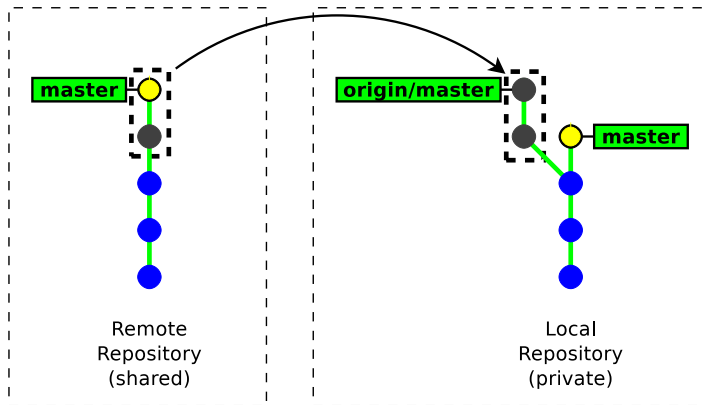 master
origin/master
master
Remote
Repository
(shared)
Local
Repository
(private)